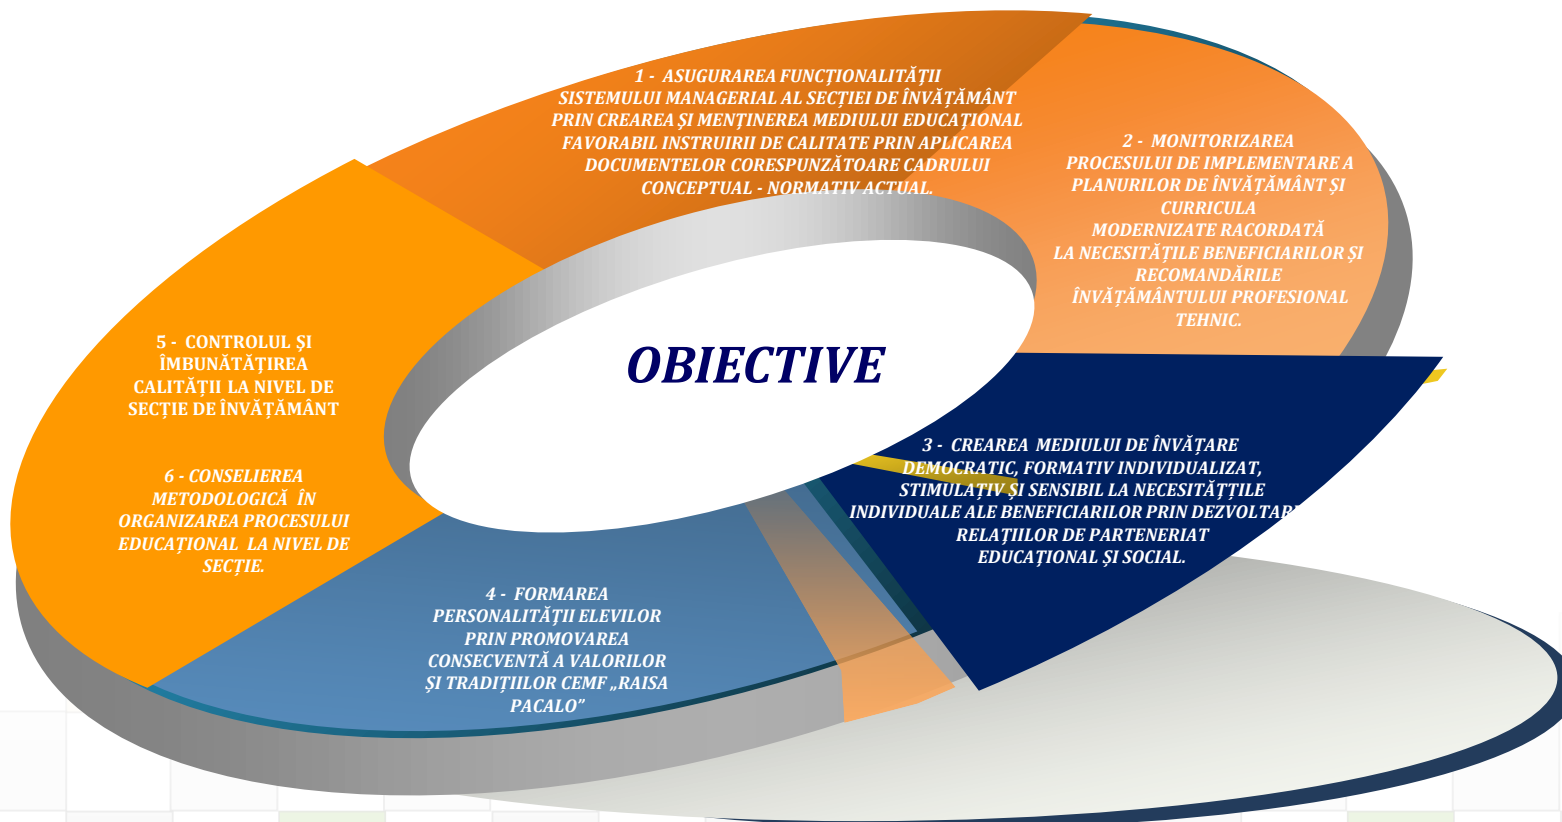 1 - ASUGURAREA FUNCȚIONALITĂȚII
SISTEMULUI MANAGERIAL AL SECȚIEI DE ÎNVĂȚĂMÂNT
PRIN CREAREA ȘI MENȚINEREA MEDIULUI EDUCAȚIONAL
FAVORABIL INSTRUIRII DE CALITATE PRIN APLICAREA
DOCUMENTELOR CORESPUNZĂTOARE CADRULUI
CONCEPTUAL - NORMATIV ACTUAL.
2 - MONITORIZAREA
PROCESULUI DE IMPLEMENTARE A
PLANURILOR DE ÎNVĂȚĂMÂNT ȘI
CURRICULA
MODERNIZATE RACORDATĂ
LA NECESITĂȚILE BENEFICIARILOR ȘI
RECOMANDĂRILE
ÎNVĂȚĂMÂNTULUI PROFESIONAL
TEHNIC.
OBIECTIVE
3 - CREAREA MEDIULUI DE ÎNVĂȚARE
DEMOCRATIC, FORMATIV INDIVIDUALIZAT,
STIMULATIV ȘI SENSIBIL LA NECESITĂȚȚILE
INDIVIDUALE ALE BENEFICIARILOR PRIN DEZVOLTAR
RELAȚIILOR DE PARTENERIAT
EDUCAȚIONAL ȘI SOCIAL.
4 - FORMAREA
PERSONALITĂȚII ELEVILOR
PRIN PROMOVAREA
CONSECVENTĂ A VALORILOR
ȘI TRADIȚIILOR CEMF „RAISA
PACALO”
5 - CONTROLUL ȘI
ÎMBUNĂTĂȚIREA
CALITĂȚII LA NIVEL DE
SECȚIE DE ÎNVĂȚĂMÂNT
6 - CONSELIEREA
METODOLOGICĂ ÎN
ORGANIZAREA PROCESULUI
EDUCAȚIONAL LA NIVEL DE
SECȚIE.